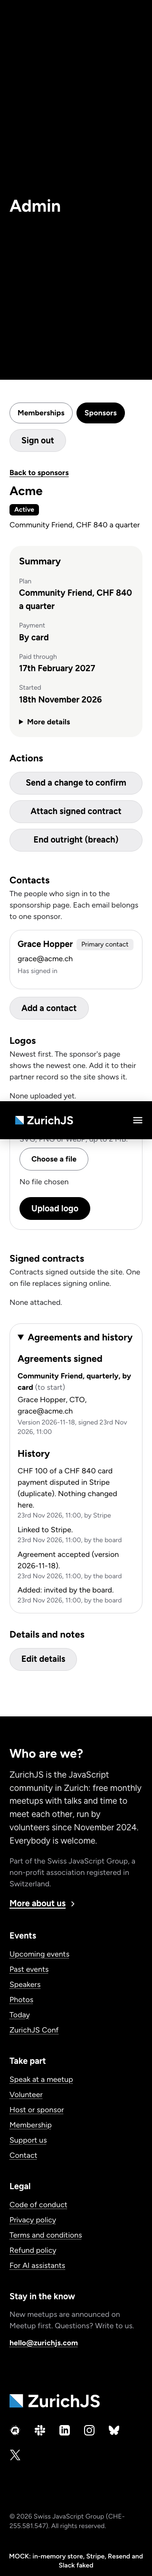 Admin
Memberships
Sponsors
Sign out
Back to sponsors
Acme
Active
Community Friend, CHF 840 a quarter
Summary
Plan
Community Friend, CHF 840
a quarter
Payment
By card
Paid through
17th February 2027
Started
18th November 2026
More details
Actions
Send a change to confirm
Attach signed contract
End outright (breach)
Contacts
The people who sign in to the
sponsorship page. Each email belongs
to one sponsor.
Grace Hopper Primary contact
grace@acme.ch
Has signed in
Add a contact
Logos
Newest first. The sponsor's page
shows the newest one. Add it to their
partner record so the site shows it.
None uploaded yet.
ZurichJS
SVG, PNG or WebP, up to 2 MB.
Choose a file
No file chosen
Upload logo
Signed contracts
Contracts signed outside the site. One
on file replaces signing online.
None attached.
Agreements and history
Agreements signed
Community Friend, quarterly, by
card (to start)
Grace Hopper, CTO,
grace@acme.ch
Version 2026-11-18, signed 23rd Nov
2026, 11:00
History
CHF 100 of a CHF 840 card
payment disputed in Stripe
(duplicate). Nothing changed
here.
23rd Nov 2026, 11:00, by Stripe
Linked to Stripe.
23rd Nov 2026, 11:00, by the board
Agreement accepted (version
2026-11-18).
23rd Nov 2026, 11:00, by the board
Added: invited by the board.
23rd Nov 2026, 11:00, by the board
Details and notes
Edit details
Who are we?
ZurichJS is the JavaScript
community in Zurich: free monthly
meetups with talks and time to
meet each other, run by
volunteers since November 2024.
Everybody is welcome.
Part of the Swiss JavaScript Group, a
non-profit association registered in
Switzerland.
More about us
Events
Upcoming events
Past events
Speakers
Photos
Today
ZurichJS Conf
Take part
Speak at a meetup
Volunteer
Host or sponsor
Membership
Support us
Contact
Legal
Code of conduct
Privacy policy
Terms and conditions
Refund policy
For AI assistants
Stay in the know
New meetups are announced on
Meetup first. Questions? Write to us.
hello@zurichjs.com
ZurichJS
© 2026 Swiss JavaScript Group (CHE-
255.581.547). All rights reserved.
MOCK: in-memory store, Stripe, Resend and
Slack faked